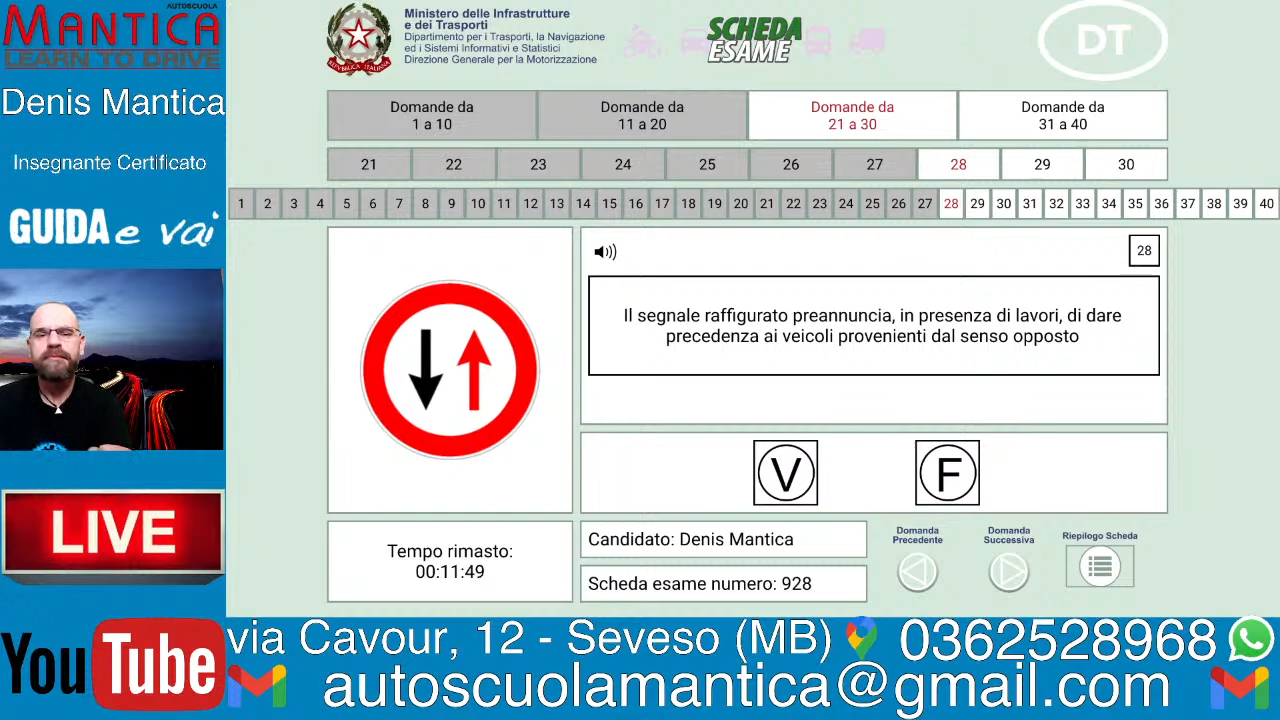 AUTOSCUOLA
MANTICA
LEARN TO DRIVE
Denis Mantica
Insegnante Certificato
GUIDA e vai
LIVE
YouTube
Ministero delle Infrastrutture
e dei Trasporti
Dipartimento per i Trasporti, la Navigazione
ed i Sistemi Informativi e Statistici
Direzione Generale per la Motorizzazione
REPVBBLICA ITALIANA
SCHEDA
ESAME
DT
Domande da
1 a 10
Domande da
11 a 20
Domande da
21 a 30
Domande da
31 a 40
21 22 23 24 25 26 27 28 29 30
1 2 3 4 5 6 7 8 9 10 11 12 13 14 15 16 17 18 19 20 21 22 23 24 25 26 27 28 29 30 31 32 33 34 35 36 37 38 39 40
28
Il segnale raffigurato preannuncia, in presenza di lavori, di dare
precedenza ai veicoli provenienti dal senso opposto
V F
Tempo rimasto:
00:11:49
Candidato: Denis Mantica
Scheda esame numero: 928
Domanda
Precedente
Domanda
Successiva
Riepilogo Scheda
via Cavour, 12 - Seveso (MB) 0362528968
autoscuolamantica@gmail.com